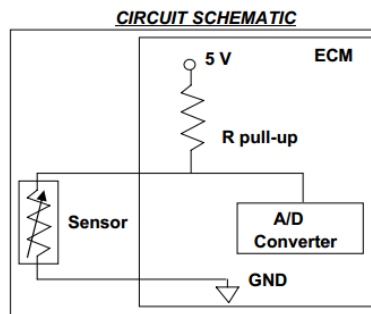 CIRCUIT SCHEMATIC
5 V
ECM
R pull-up
Sensor
A/D
Converter
GND